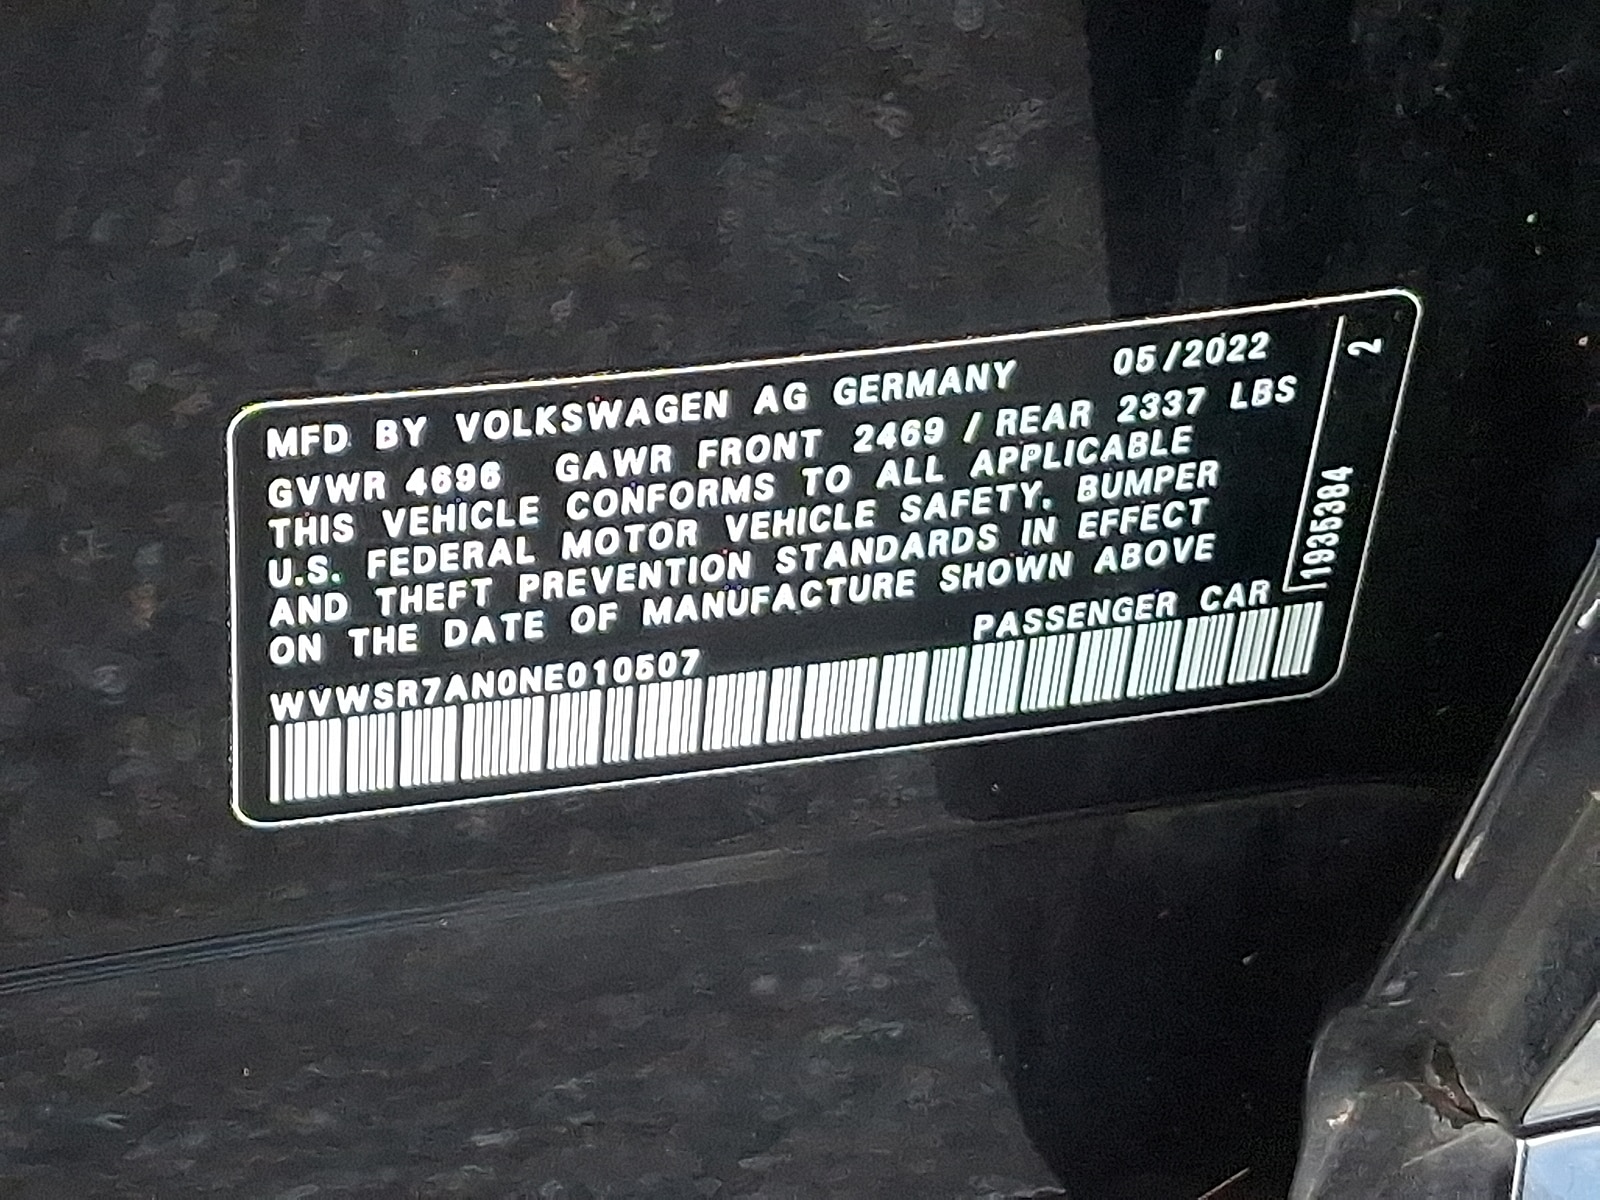 MFD BY VOLKSWAGEN AG GERMANY 05/2022
GVWR 4696 GAWR FRONT 2469 / REAR 2337 LBS
THIS VEHICLE CONFORMS TO ALL APPLICABLE
U.S. FEDERAL MOTOR VEHICLE SAFETY, BUMPER
AND THEFT PREVENTION STANDARDS IN EFFECT
ON THE DATE OF MANUFACTURE SHOWN ABOVE
WVWSR7AN0NE010507 PASSENGER CAR
1935384 2